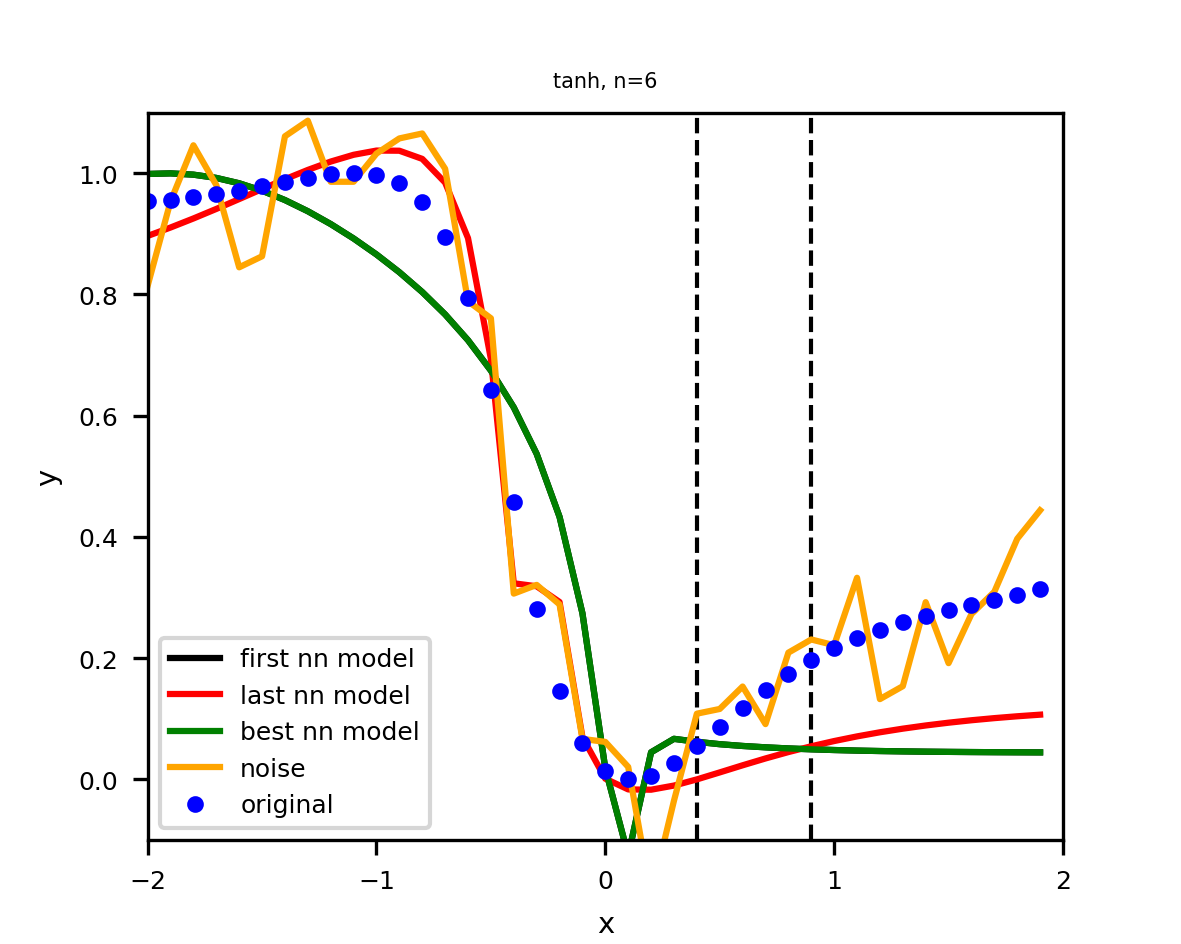 tanh, n=6
1.0
0.8
0.6
0.4
0.2
0.0
y
first nn model
last nn model
best nn model
noise
original
−2
−1
0
1
2
x